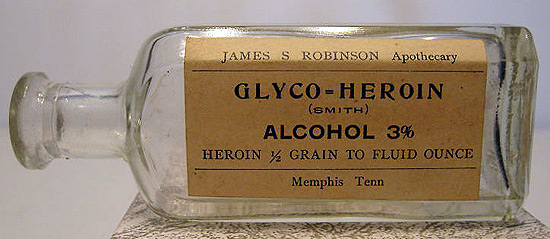 JAMES S ROBINSON Apothecary
GLYCO=HEROIN
(SMITH)
ALCOHOL 3%
HEROIN ½ GRAIN TO FLUID OUNCE
Memphis Tenn